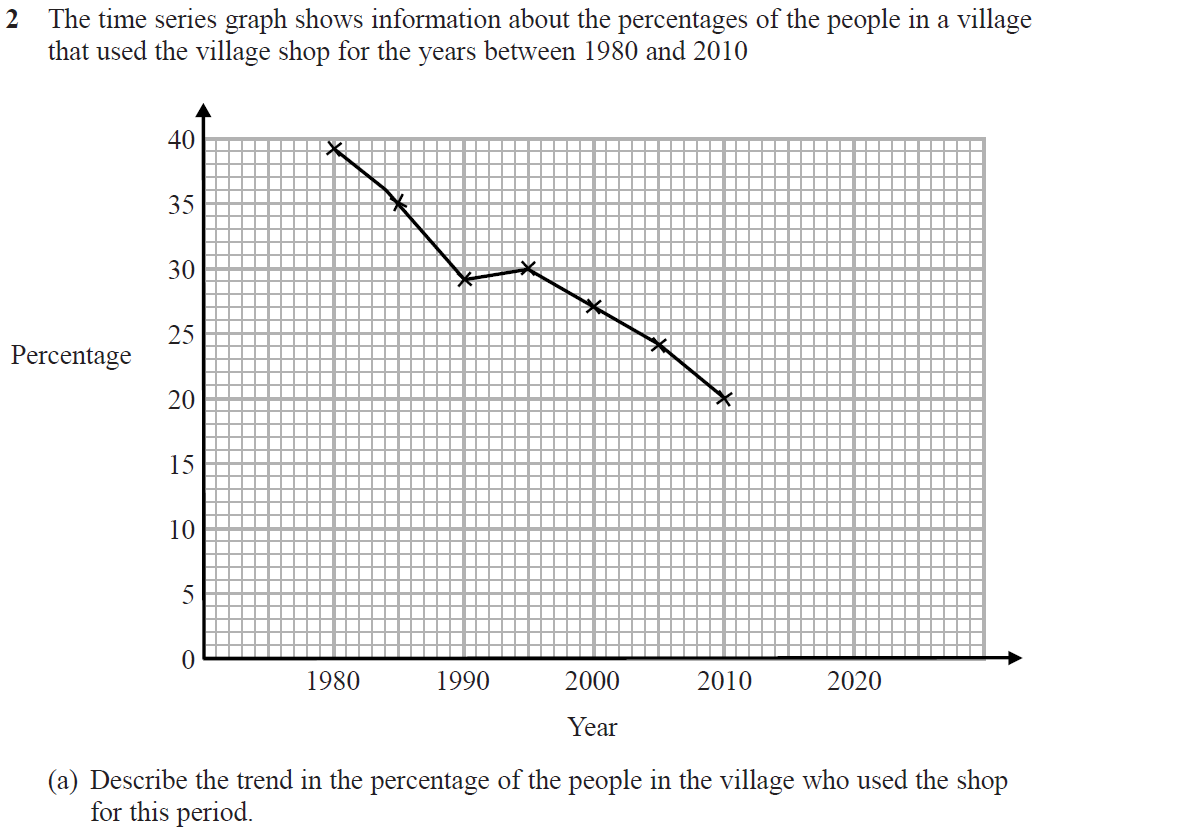 2 The time series graph shows information about the percentages of the people in a village
that used the village shop for the years between 1980 and 2010
40
35
30
25
Percentage
20
15
10
5
0
1980 1990 2000 2010 2020
Year
(a) Describe the trend in the percentage of the people in the village who used the shop
for this period.